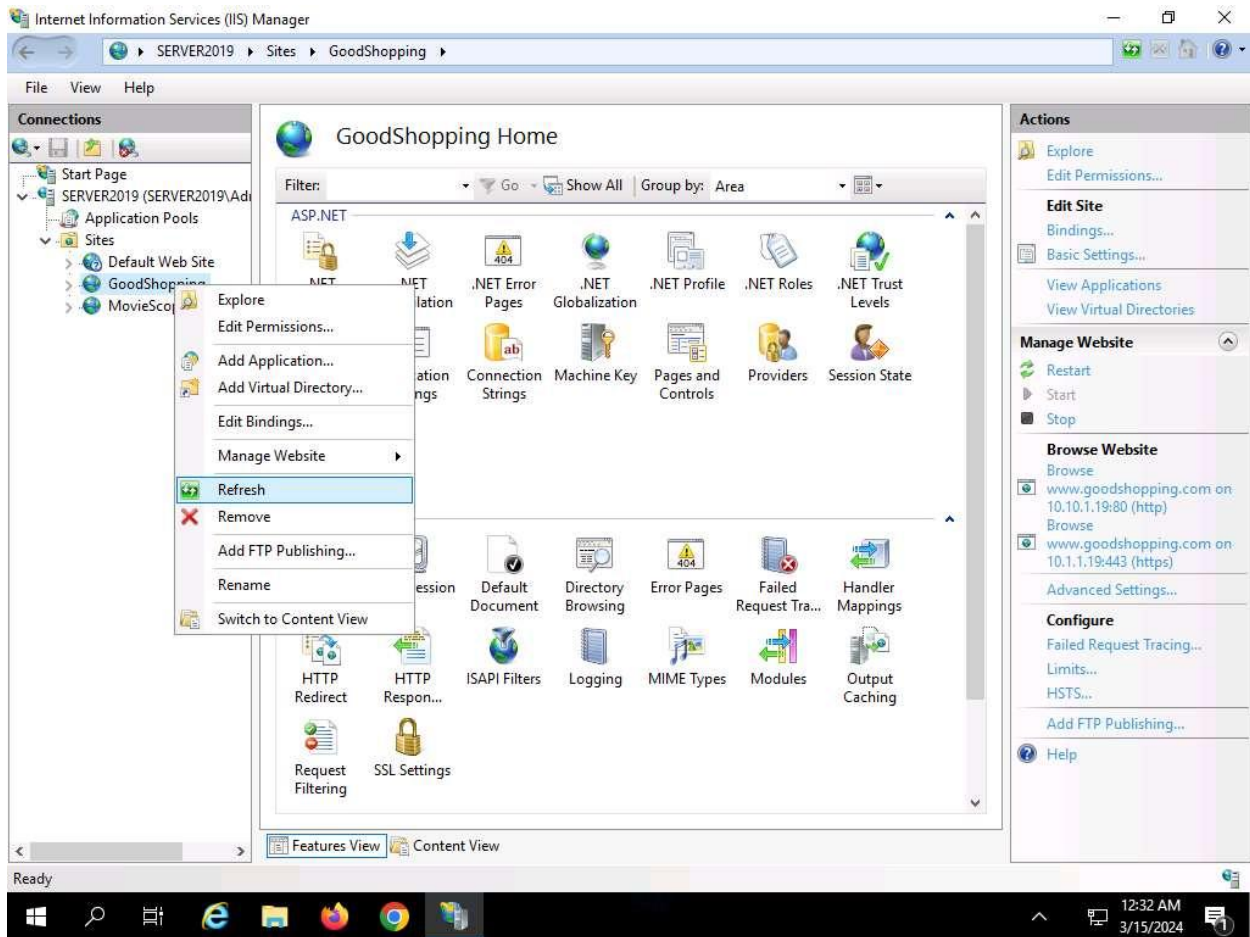 Internet Information Services (IIS) Manager
SERVER2019 Sites GoodShopping
File View Help
Connections
Start Page
SERVER2019 (SERVER2019\Adi
Application Pools
Sites
Default Web Site
GoodShopping
MovieScop
Explore
Edit Permissions...
Add Application...
Add Virtual Directory...
Edit Bindings...
Manage Website
Refresh
Remove
Add FTP Publishing...
Rename
Switch to Content View
GoodShopping Home
Filter: Go Show All Group by: Area
ASP.NET
.NET
.NET
lation
.NET Error
Pages
.NET
Globalization
.NET Profile
.NET Roles
.NET Trust
Levels
ation
ngs
Connection
Strings
Machine Key
Pages and
Controls
Providers
Session State
ession
Default
Document
Directory
Browsing
Error Pages
Failed
Request Tra...
Handler
Mappings
HTTP
Redirect
HTTP
Respon...
ISAPI Filters
Logging
MIME Types
Modules
Output
Caching
Request
Filtering
SSL Settings
Features View Content View
Actions
Explore
Edit Permissions...
Edit Site
Bindings...
Basic Settings...
View Applications
View Virtual Directories
Manage Website
Restart
Start
Stop
Browse Website
Browse
www.goodshopping.com on
10.10.1.19:80 (http)
Browse
www.goodshopping.com on
10.1.1.19:443 (https)
Advanced Settings...
Configure
Failed Request Tracing...
Limits...
HSTS...
Add FTP Publishing...
Help
Ready
12:32 AM
3/15/2024